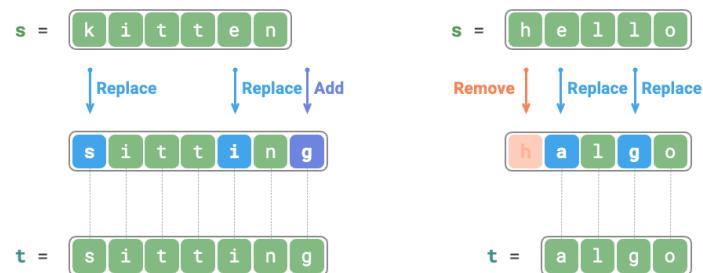 s = k i t t e n
Replace Replace Add
s i t t i n g
t = s i t t i n g
s = h e l l o
Remove Replace Replace
h a l g o
t = a l g o